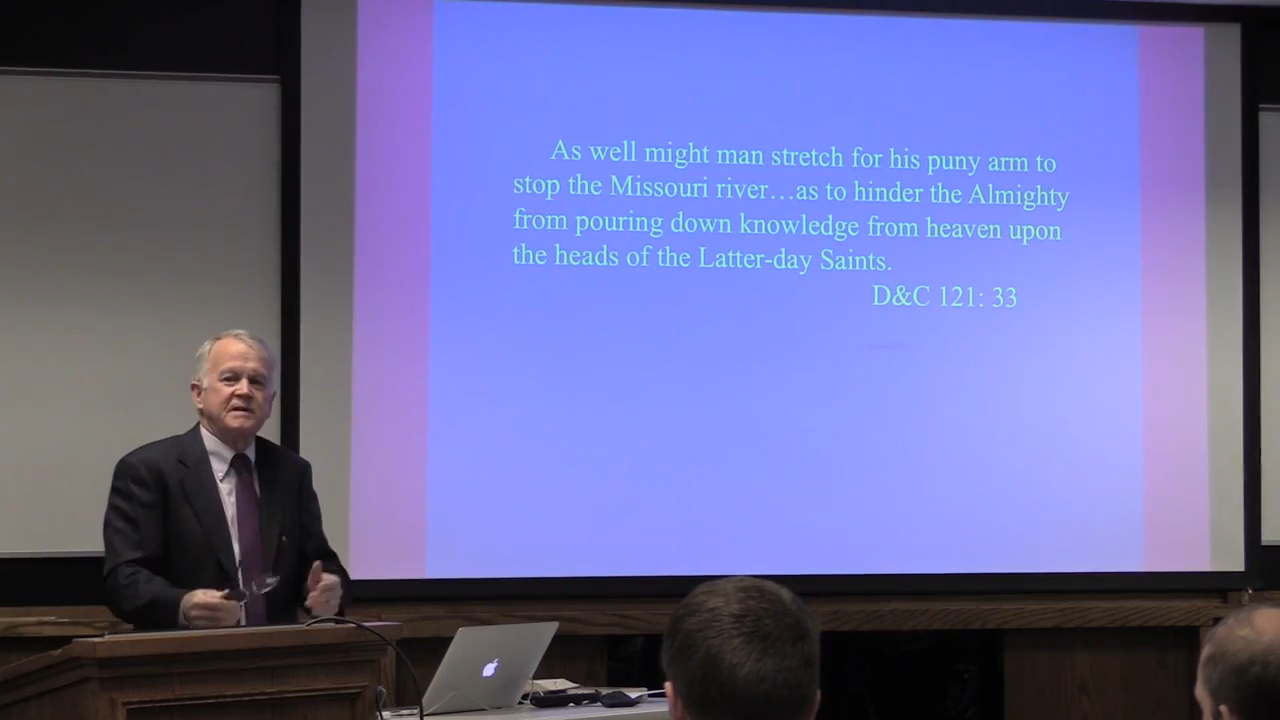 As well might man stretch for his puny arm to
stop the Missouri river…as to hinder the Almighty
from pouring down knowledge from heaven upon
the heads of the Latter-day Saints.
D&C 121: 33